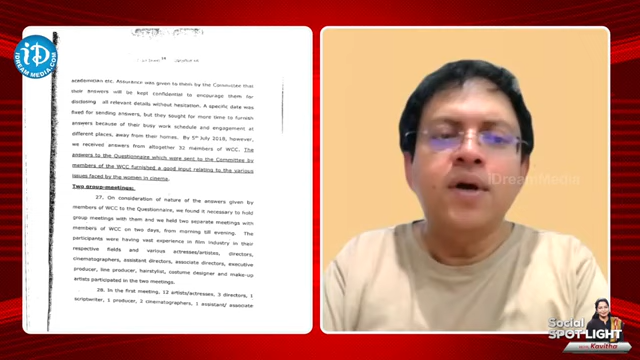 iD
iDREAM MEDIA.COM
academician etc. Assurance was given to them by the Committee that
their answers will be kept confidential to encourage them for
disclosing all relevant details without hesitation. A specific date was
fixed for sending answers, but they sought for more time to furnish
answers because of their busy work schedule and engagement at
different places, away from their homes. By 5th July 2018, however,
we received answers from altogether 32 members of WCC. The
answers to the Questionnaire which were sent to the Committee by
members of the WCC furnished a good input relating to the various
issues faced by the women in cinema.
Two group-meetings:
27. On consideration of nature of the answers given by
members of WCC to the Questionnaire, we found it necessary to hold
group meetings with them and we held two separate meetings with
members of WCC on two days, from morning till evening. The
participants were having vast experience in film industry in their
respective fields and various actresses/artistes, directors,
cinematographers, assistant directors, associate directors, executive
producer, line producer, hairstylist, costume designer and make-up
artists participated in the two meetings.
28. In the first meeting, 12 artists/actresses, 3 directors, 1
scriptwriter, 1 producer, 2 cinematographers, 1 assistant/ associate
iDreamMedia
Social
SPOTLIGHT
WITH Kavitha